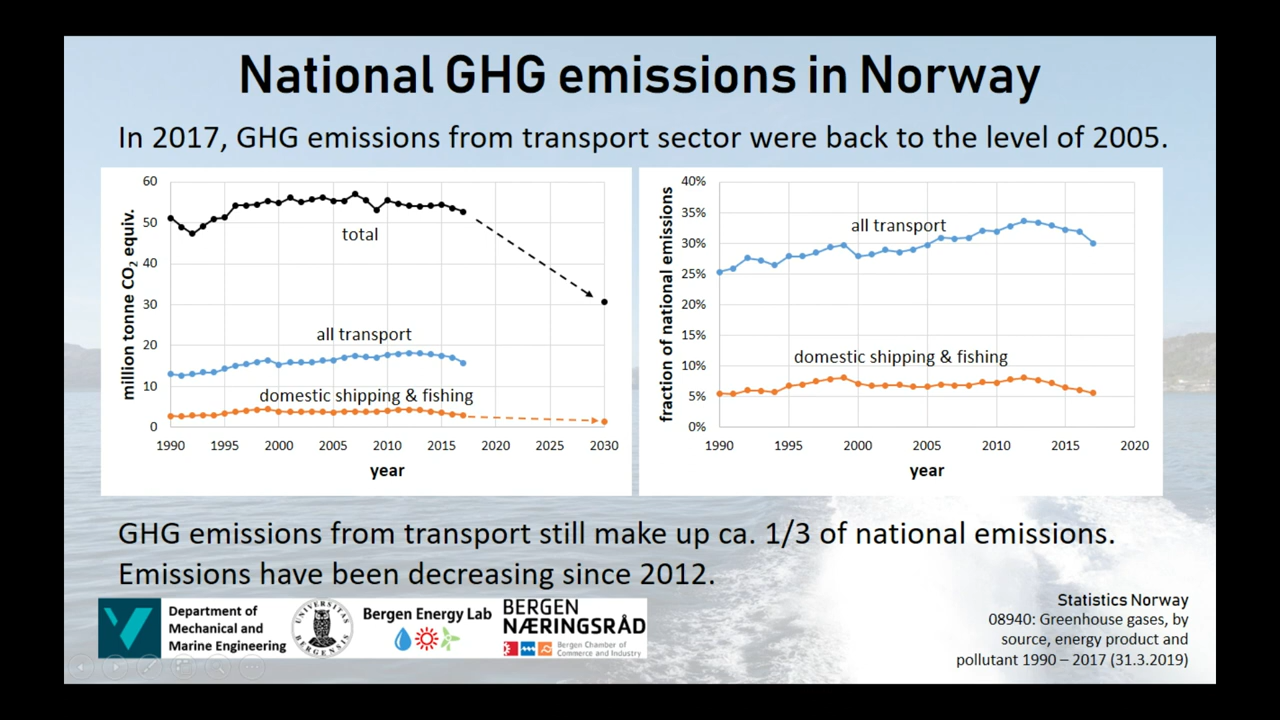 National GHG emissions in Norway
In 2017, GHG emissions from transport sector were back to the level of 2005.
million tonne CO₂ equiv.
60
50
40
30
20
10
0
total
all transport
domestic shipping & fishing
1990 1995 2000 2005 2010 2015 2020 2025 2030
year
fraction of national emissions
40%
35%
30%
25%
20%
15%
10%
5%
0%
all transport
domestic shipping & fishing
1990 1995 2000 2005 2010 2015 2020
year
GHG emissions from transport still make up ca. 1/3 of national emissions.
Emissions have been decreasing since 2012.
Department of
Mechanical and
Marine Engineering
UNIVERSITAS
BERGENSIS
Bergen Energy Lab
BERGEN
NÆRINGSRÅD
Bergen Chamber of
Commerce and Industry
Statistics Norway
08940: Greenhouse gases, by
source, energy product and
pollutant 1990 – 2017 (31.3.2019)